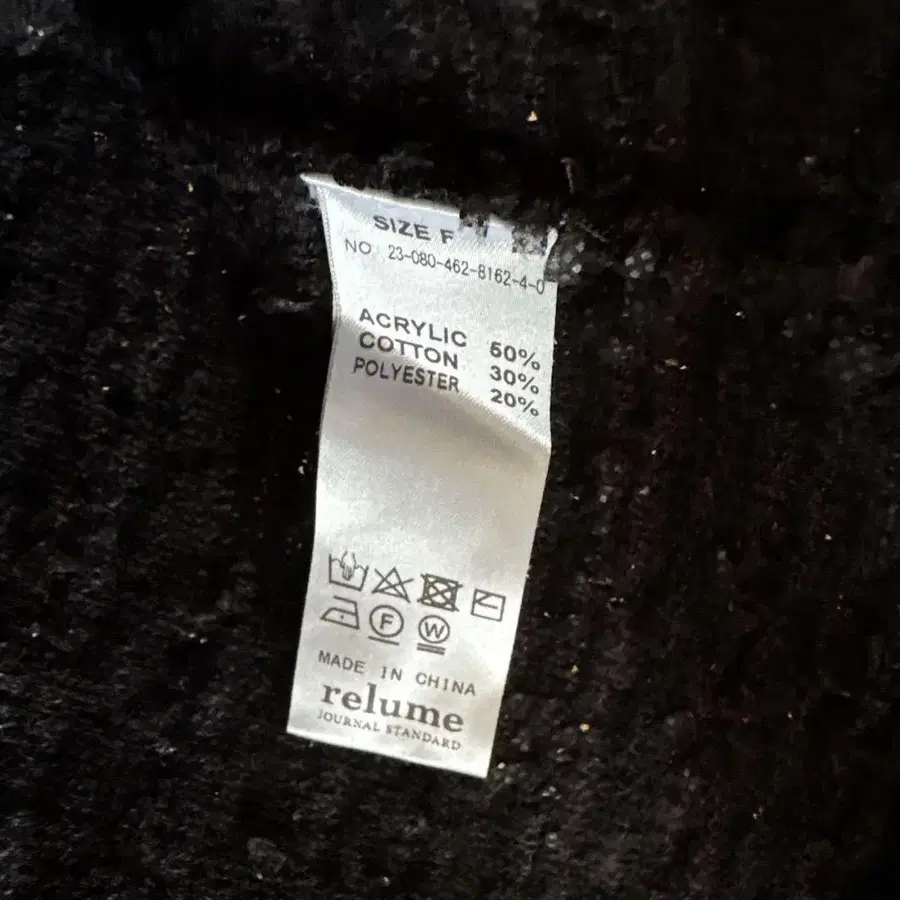 SIZE F
NO 23-080-462-8162-4-0
ACRYLIC 50%
COTTON 30%
POLYESTER 20%
F W
MADE IN CHINA
relume
JOURNAL STANDARD